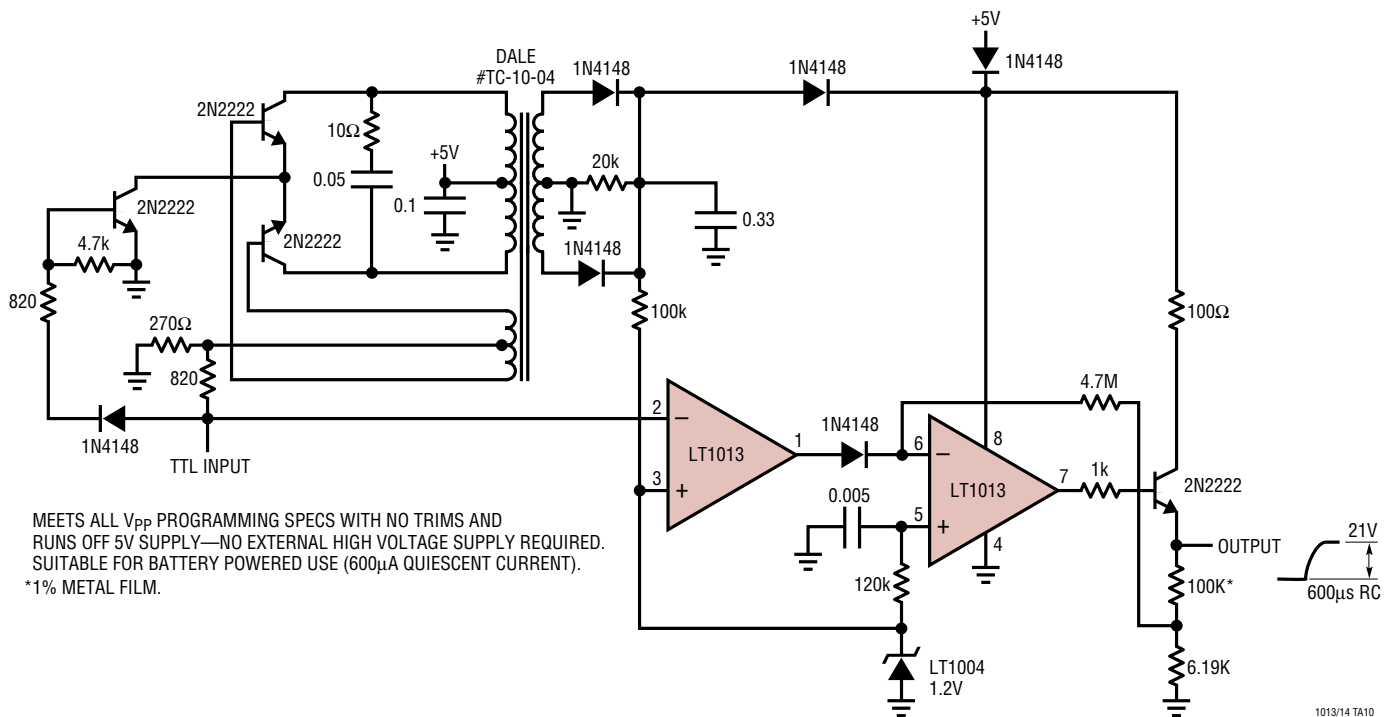 +5V
DALE
#TC-10-04
1N4148
1N4148
1N4148
2N2222
10Ω
+5V
20k
0.05
2N2222
0.1
0.33
2N2222
1N4148
4.7k
820
270Ω
100k
100Ω
820
4.7M
2
1N4148
6
8
1N4148
LT1013
1
TTL INPUT
3
LT1013
7
1k
2N2222
0.005
5
4
OUTPUT
21V
MEETS ALL VPP PROGRAMMING SPECS WITH NO TRIMS AND
RUNS OFF 5V SUPPLY—NO EXTERNAL HIGH VOLTAGE SUPPLY REQUIRED.
SUITABLE FOR BATTERY POWERED USE (600µA QUIESCENT CURRENT).
*1% METAL FILM.
120k
100K*
600µs RC
LT1004
1.2V
6.19K
1013/14 TA10